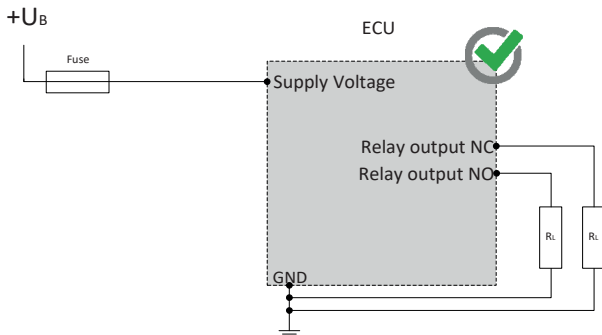 +UB
ECU
Fuse
Supply Voltage
Relay output NC
Relay output NO
RL
RL
GND